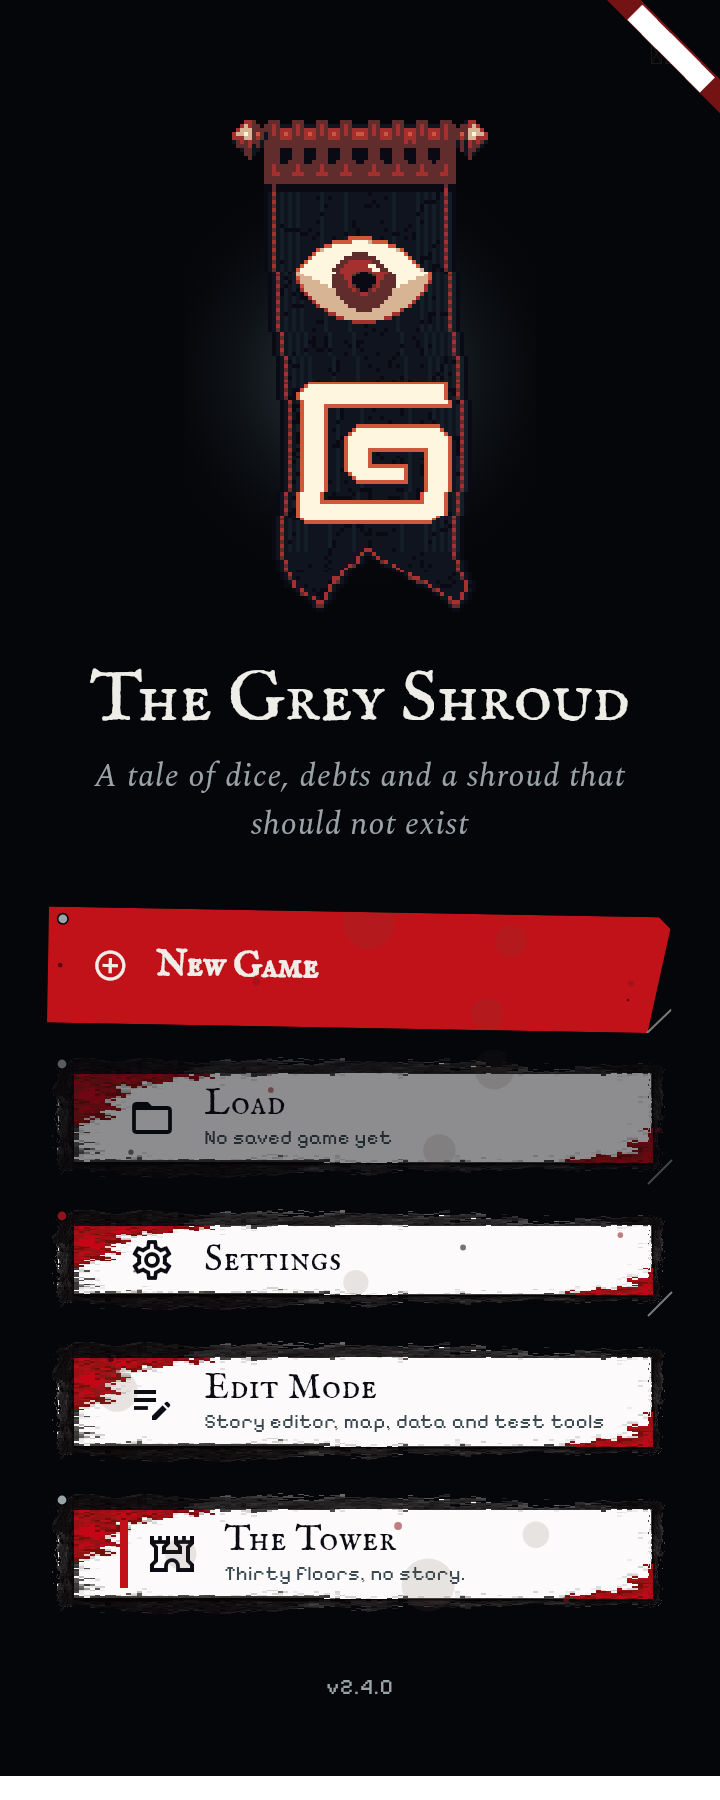 The Grey Shroud
A tale of dice, debts and a shroud that
should not exist
New Game
Load
No saved game yet
Settings
Edit Mode
Story editor, map, data and test tools
The Tower
Thirty floors, no story.
v2.4.0